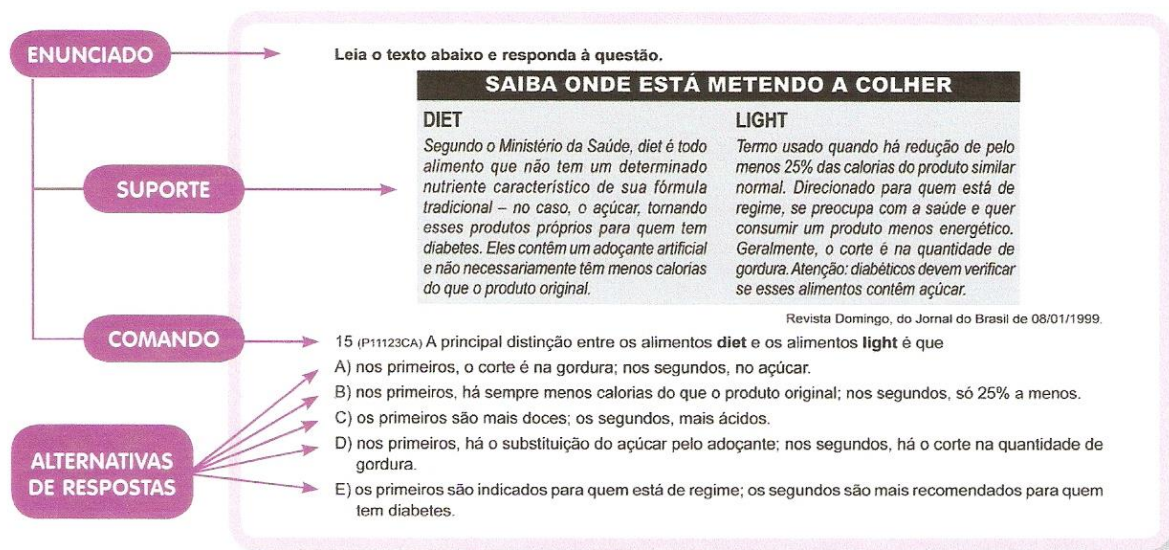 ENUNCIADO
Leia o texto abaixo e responda à questão.
SAIBA ONDE ESTÁ METENDO A COLHER
DIET
Segundo o Ministério da Saúde, diet é todo
alimento que não tem um determinado
nutriente característico de sua fórmula
tradicional – no caso, o açúcar, tornando
esses produtos próprios para quem tem
diabetes. Eles contêm um adoçante artificial
e não necessariamente têm menos calorias
do que o produto original.
LIGHT
Termo usado quando há redução de pelo
menos 25% das calorias do produto similar
normal. Direcionado para quem está de
regime, se preocupa com a saúde e quer
consumir um produto menos energético.
Geralmente, o corte é na quantidade de
gordura. Atenção: diabéticos devem verificar
se esses alimentos contêm açúcar.
SUPORTE
Revista Domingo, do Jornal do Brasil de 08/01/1999.
COMANDO
15 (P11123CA) A principal distinção entre os alimentos diet e os alimentos light é que
A) nos primeiros, o corte é na gordura; nos segundos, no açúcar.
B) nos primeiros, há sempre menos calorias do que o produto original; nos segundos, só 25% a menos.
C) os primeiros são mais doces; os segundos, mais ácidos.
D) nos primeiros, há o substituição do açúcar pelo adoçante; nos segundos, há o corte na quantidade de
gordura.
E) os primeiros são indicados para quem está de regime; os segundos são mais recomendados para quem
tem diabetes.
ALTERNATIVAS
DE RESPOSTAS